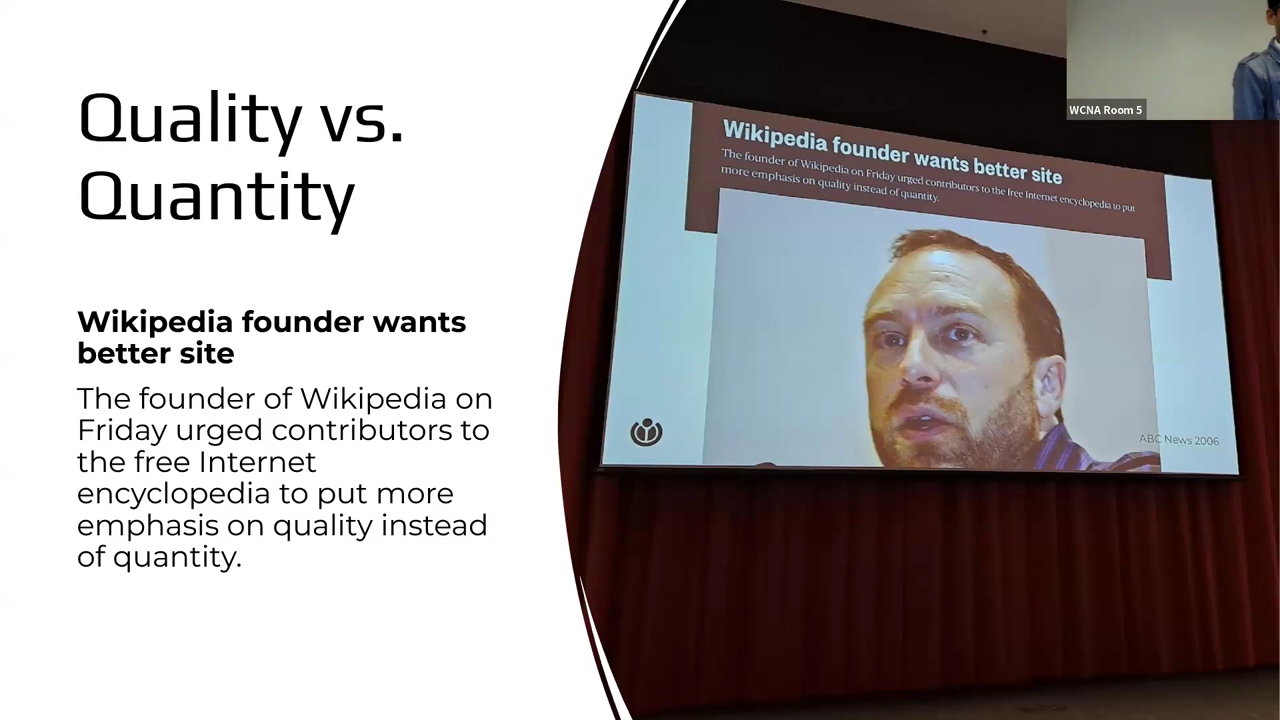 Quality vs.
Quantity
Wikipedia founder wants
better site
The founder of Wikipedia on
Friday urged contributors to
the free Internet
encyclopedia to put more
emphasis on quality instead
of quantity.
WCNA Room 5
Wikipedia founder wants better site
The founder of Wikipedia on Friday urged contributors to the free Internet encyclopedia to put
more emphasis on quality instead of quantity.
ABC News 2006